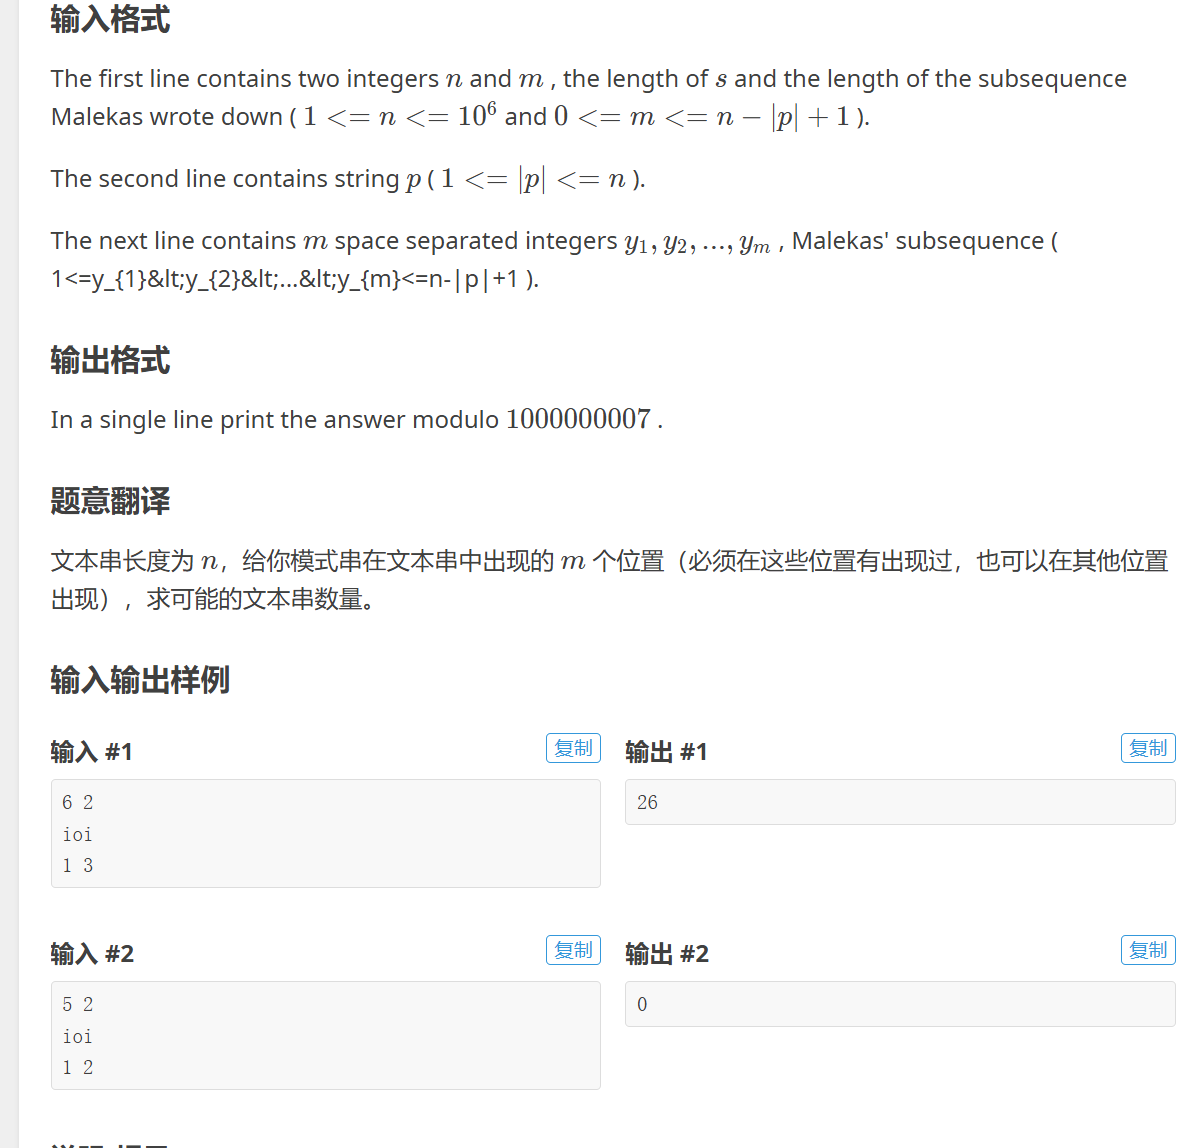 输入格式
The first line contains two integers n and m , the length of s and the length of the subsequence
Malekas wrote down ( 1 <= n <= 10^6 and 0 <= m <= n − |p| + 1 ).
The second line contains string p ( 1 <= |p| <= n ).
The next line contains m space separated integers y_1, y_2, ..., y_m , Malekas' subsequence (
1<=y_{1}&lt;y_{2}&lt;...&lt;y_{m}<=n-|p|+1 ).
输出格式
In a single line print the answer modulo 1000000007 .
题意翻译
文本串长度为 n，给你模式串在文本串中出现的 m 个位置（必须在这些位置有出现过，也可以在其他位置
出现），求可能的文本串数量。
输入输出样例
输入 #1 复制
6 2
ioi
1 3
输出 #1 复制
26
输入 #2 复制
5 2
ioi
1 2
输出 #2 复制
0